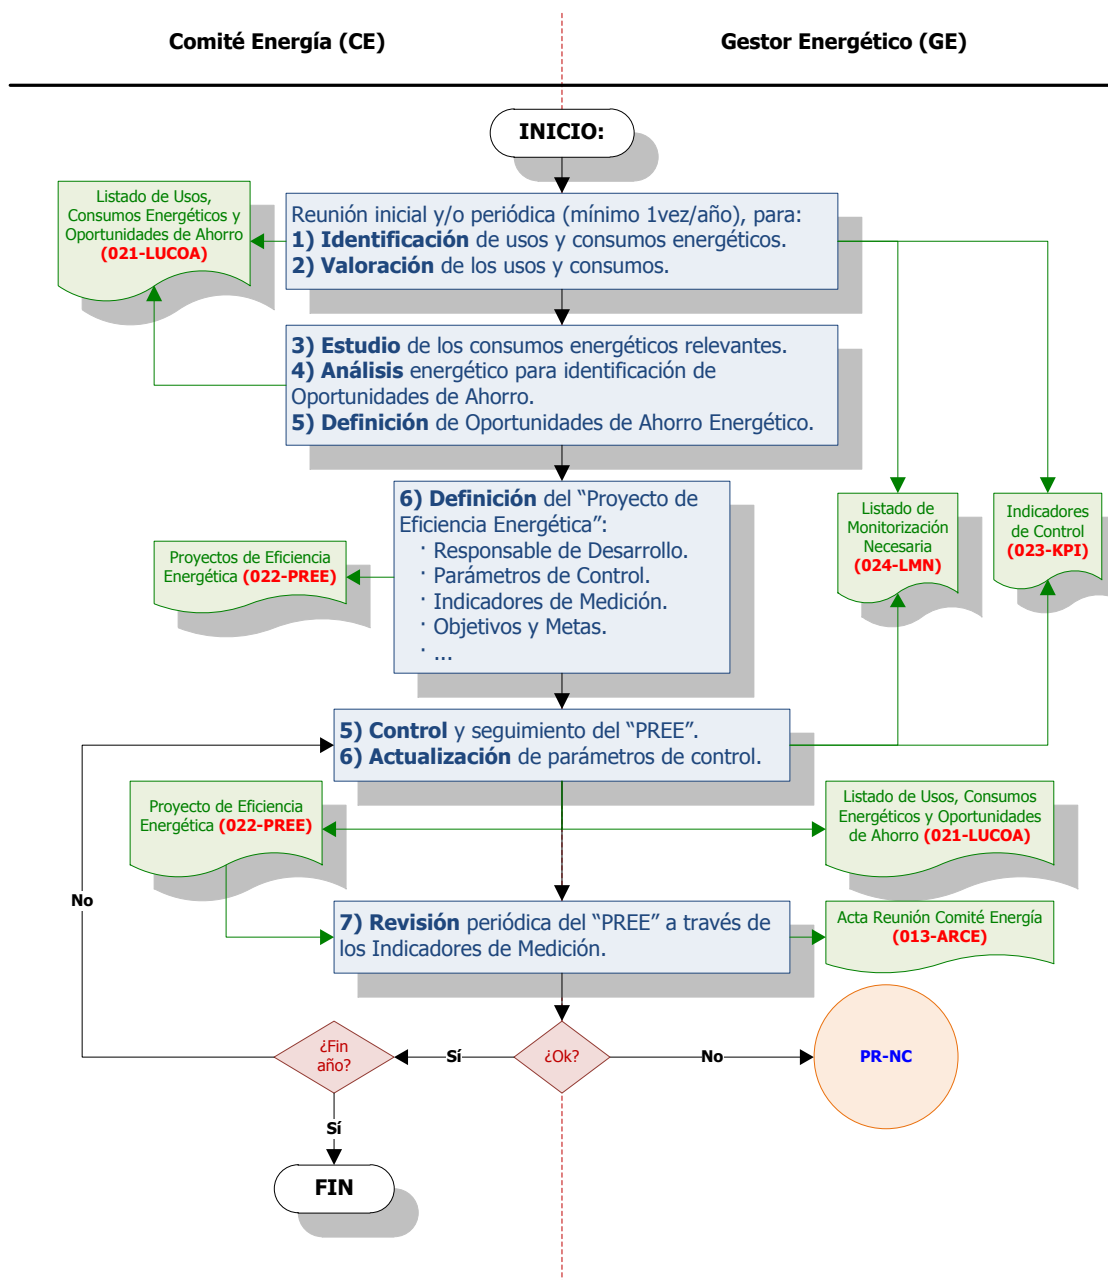 Comité Energía (CE)
Gestor Energético (GE)
INICIO:
Listado de Usos,
Consumos Energéticos y
Oportunidades de Ahorro
(021-LUCOA)
Reunión inicial y/o periódica (mínimo 1vez/año), para:
1) Identificación de usos y consumos energéticos.
2) Valoración de los usos y consumos.
3) Estudio de los consumos energéticos relevantes.
4) Análisis energético para identificación de
Oportunidades de Ahorro.
5) Definición de Oportunidades de Ahorro Energético.
6) Definición del “Proyecto de
Eficiencia Energética”:
· Responsable de Desarrollo.
· Parámetros de Control.
· Indicadores de Medición.
· Objetivos y Metas.
· ...
Listado de
Monitorización
Necesaria
(024-LMN)
Indicadores
de Control
(023-KPI)
Proyectos de Eficiencia
Energética (022-PREE)
5) Control y seguimiento del “PREE”.
6) Actualización de parámetros de control.
Proyecto de Eficiencia
Energética (022-PREE)
Listado de Usos, Consumos
Energéticos y Oportunidades
de Ahorro (021-LUCOA)
No
7) Revisión periódica del “PREE” a través de
los Indicadores de Medición.
Acta Reunión Comité Energía
(013-ARCE)
¿Fin
año?
Sí
¿Ok?
No
PR-NC
Sí
FIN